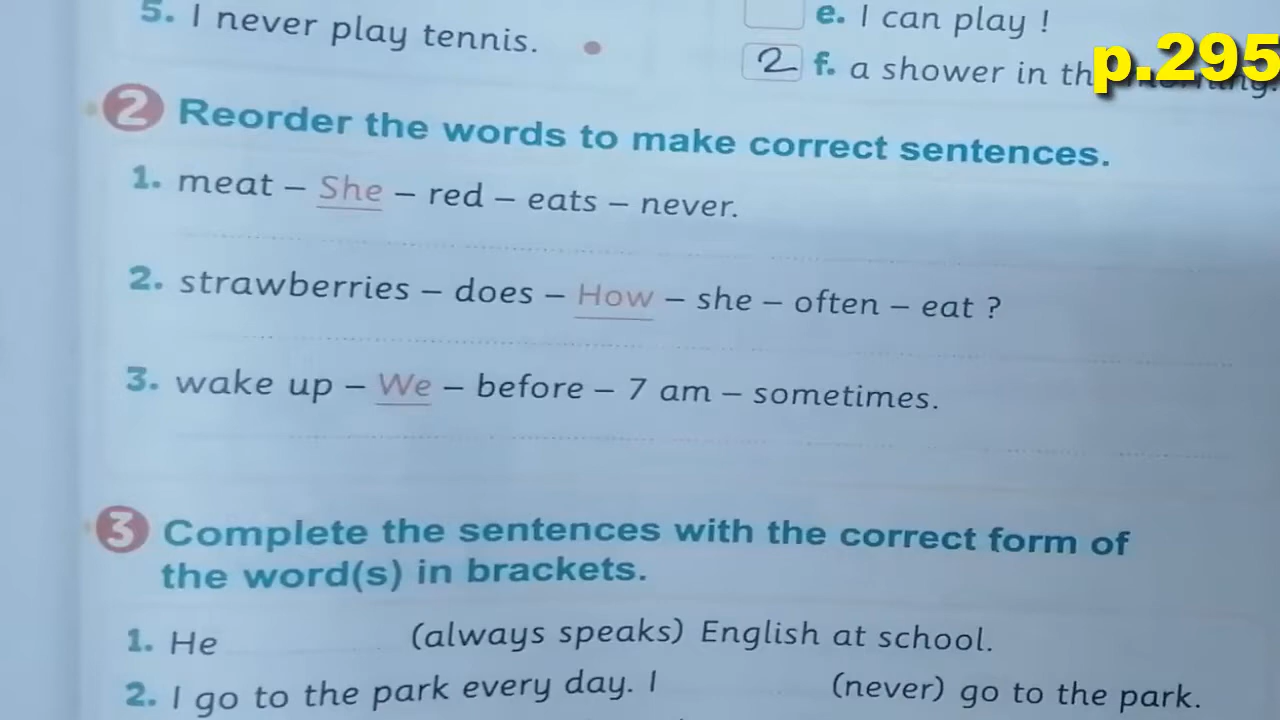 5. I never play tennis.
e. I can play !
2 f. a shower in th
p.295
2 Reorder the words to make correct sentences.
1. meat – She – red – eats – never.
2. strawberries – does – How – she – often – eat ?
3. wake up – We – before – 7 am – sometimes.
3 Complete the sentences with the correct form of
the word(s) in brackets.
1. He (always speaks) English at school.
2. I go to the park every day. I (never) go to the park.